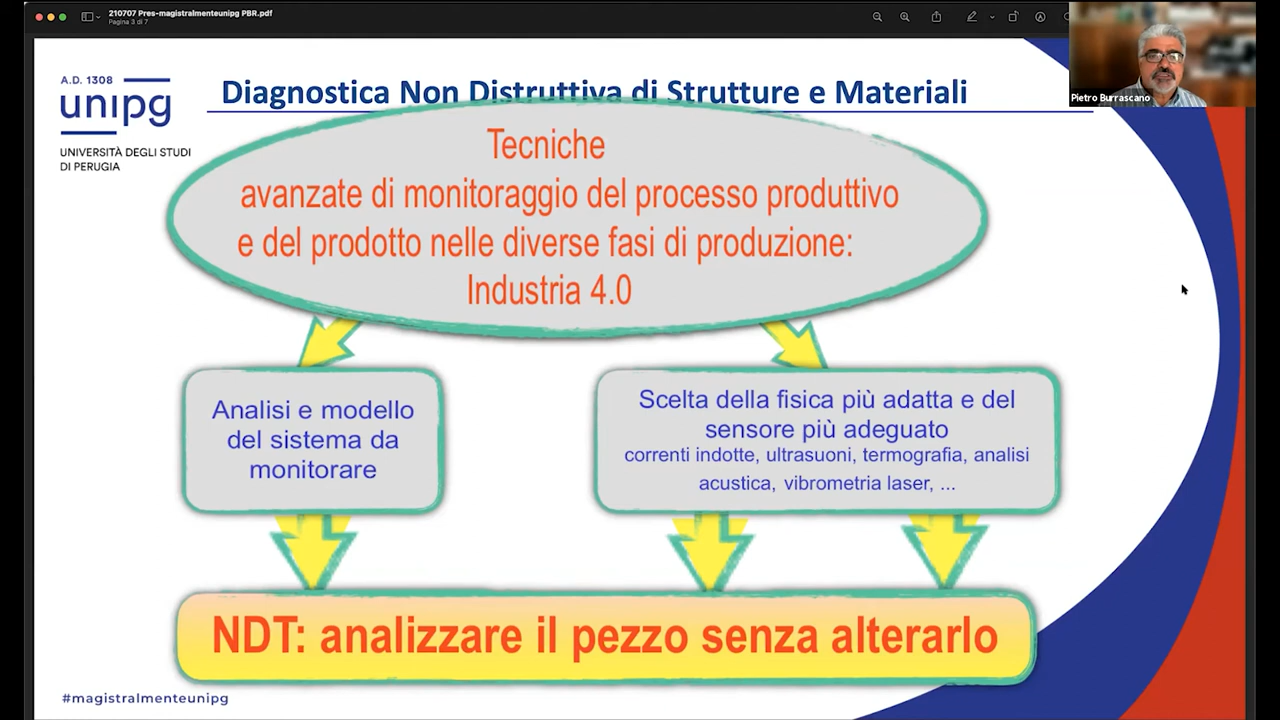 210707 Pres-magistralmenteunipg PBR.pdf
Pagina 3 di 7
Pietro Burrascano
A.D. 1308
unipg
UNIVERSITÀ DEGLI STUDI
DI PERUGIA
Diagnostica Non Distruttiva di Strutture e Materiali
Tecniche
avanzate di monitoraggio del processo produttivo
e del prodotto nelle diverse fasi di produzione:
Industria 4.0
Analisi e modello
del sistema da
monitorare
Scelta della fisica più adatta e del
sensore più adeguato
correnti indotte, ultrasuoni, termografia, analisi
acustica, vibrometria laser, ...
NDT: analizzare il pezzo senza alterarlo
#magistralmenteunipg